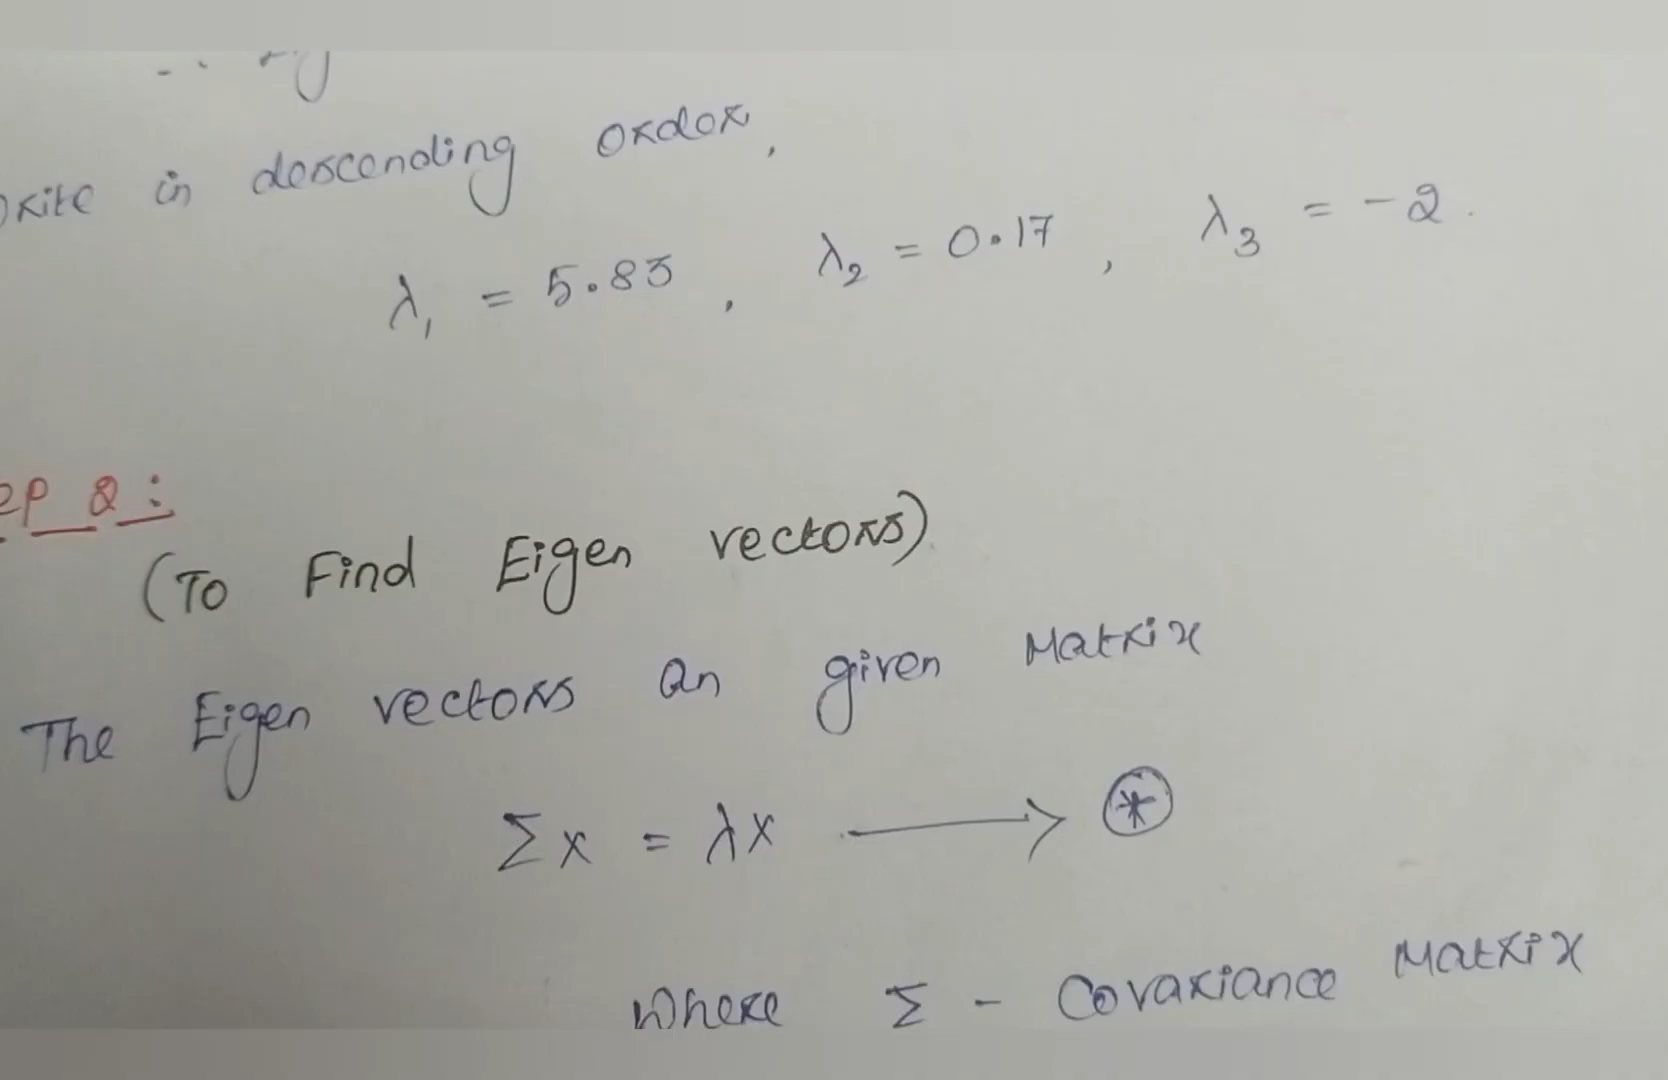 in descending order,
λ₁ = 5.83 , λ₂ = 0.17 , λ₃ = -2.
ep 2:
(To Find Eigen vectors)
The Eigen vectors an given Matrix
Σx = λx ⟶ ⊛
Where Σ - Covariance Matrix